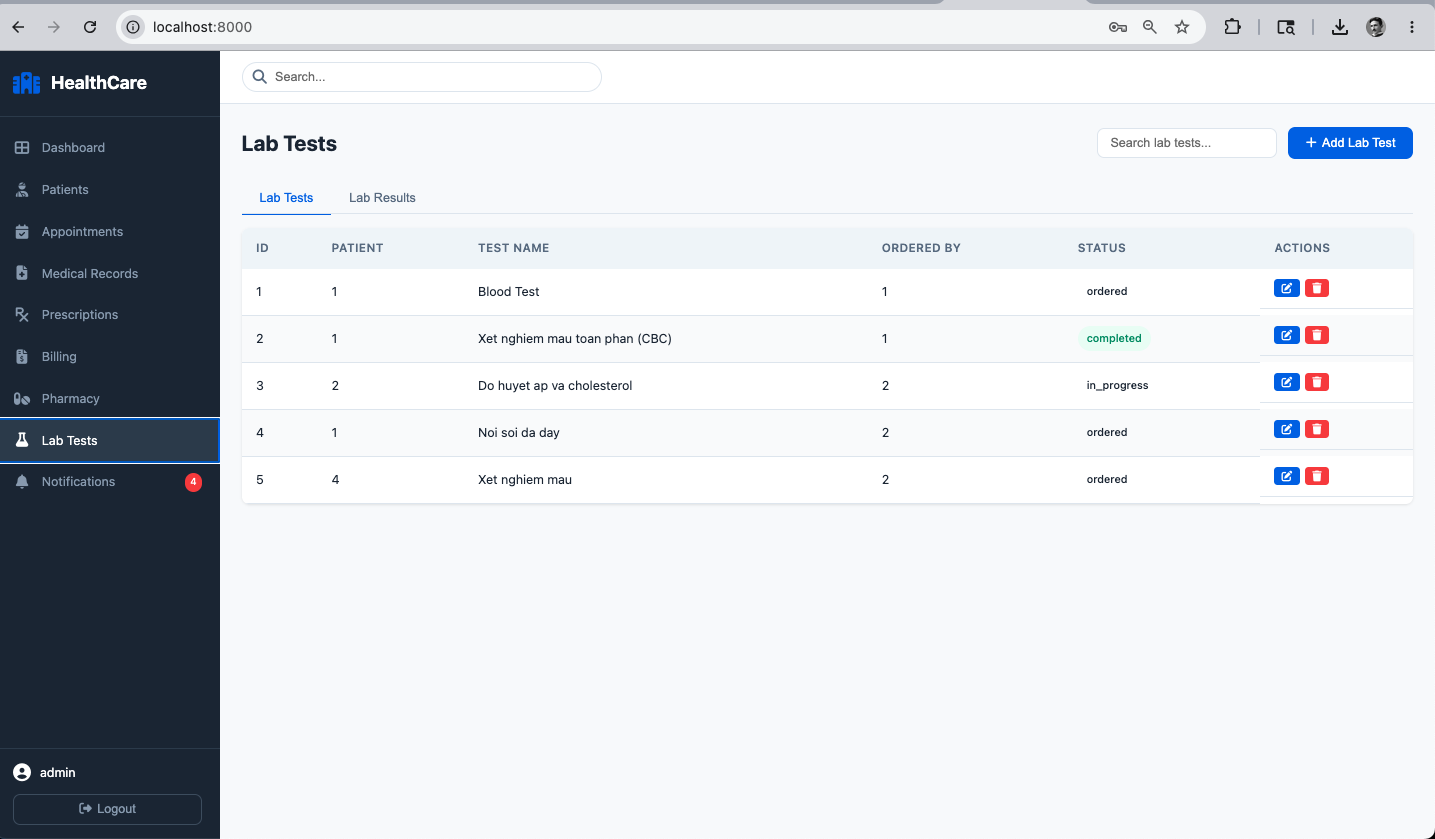 localhost:8000
HealthCare
Search...
Dashboard
Patients
Appointments
Medical Records
Prescriptions
Billing
Pharmacy
Lab Tests
Notifications 4
admin
Logout
Lab Tests
Search lab tests...
+ Add Lab Test
Lab Tests Lab Results
ID PATIENT TEST NAME ORDERED BY STATUS ACTIONS
1 1 Blood Test 1 ordered
2 1 Xet nghiem mau toan phan (CBC) 1 completed
3 2 Do huyet ap va cholesterol 2 in_progress
4 1 Noi soi da day 2 ordered
5 4 Xet nghiem mau 2 ordered